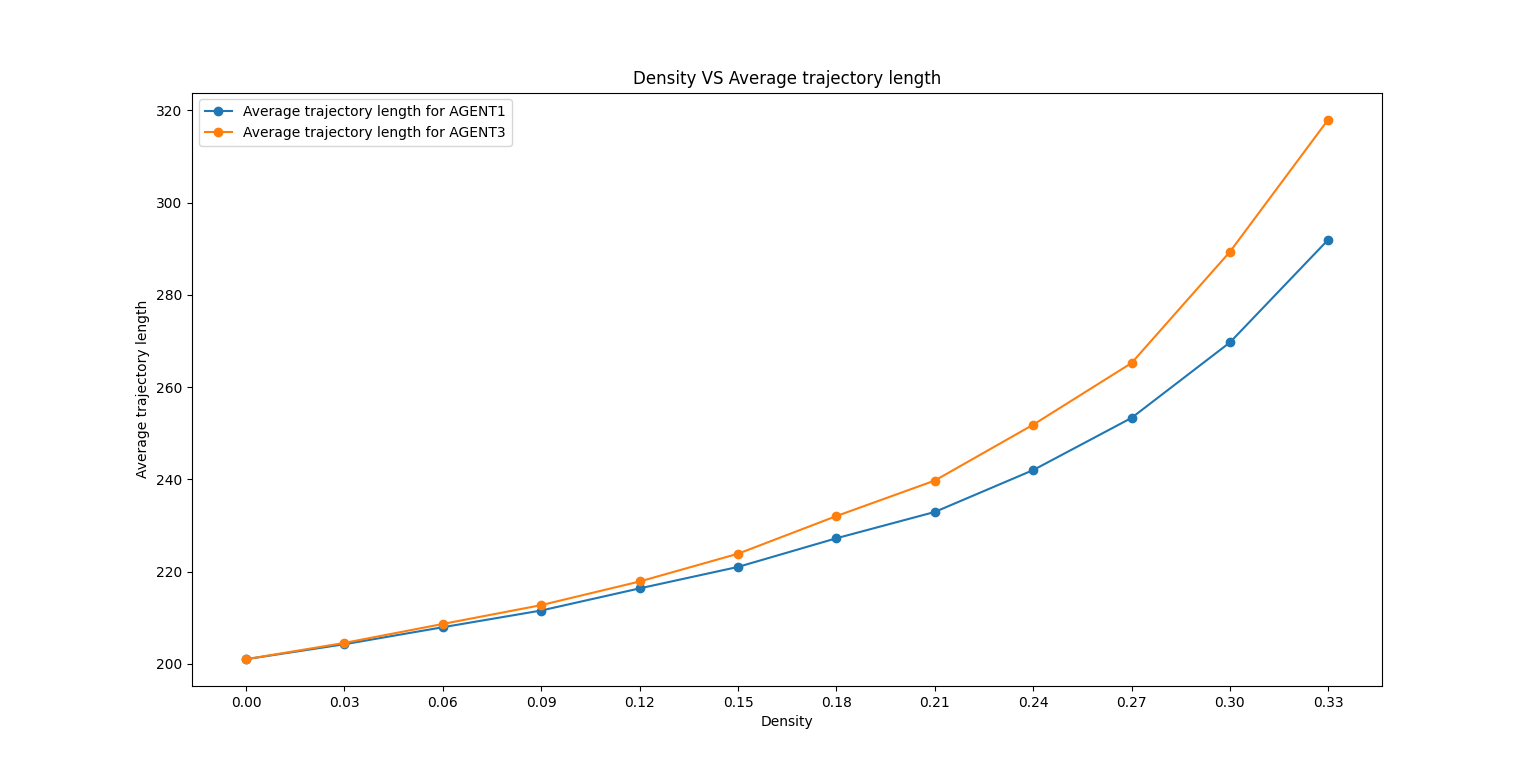 Density VS Average trajectory length
Average trajectory length for AGENT1
Average trajectory length for AGENT3
Average trajectory length
320
300
280
260
240
220
200
0.00 0.03 0.06 0.09 0.12 0.15 0.18 0.21 0.24 0.27 0.30 0.33
Density